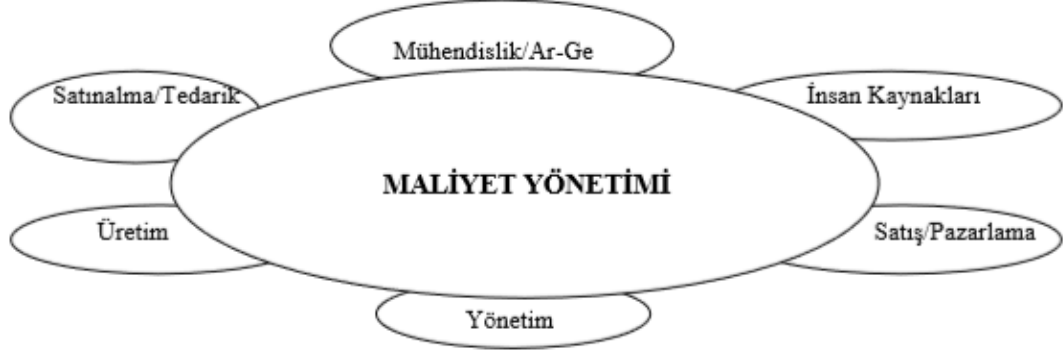 Mühendislik/Ar-Ge
Satınalma/Tedarik
İnsan Kaynakları
MALİYET YÖNETİMİ
Üretim
Satış/Pazarlama
Yönetim